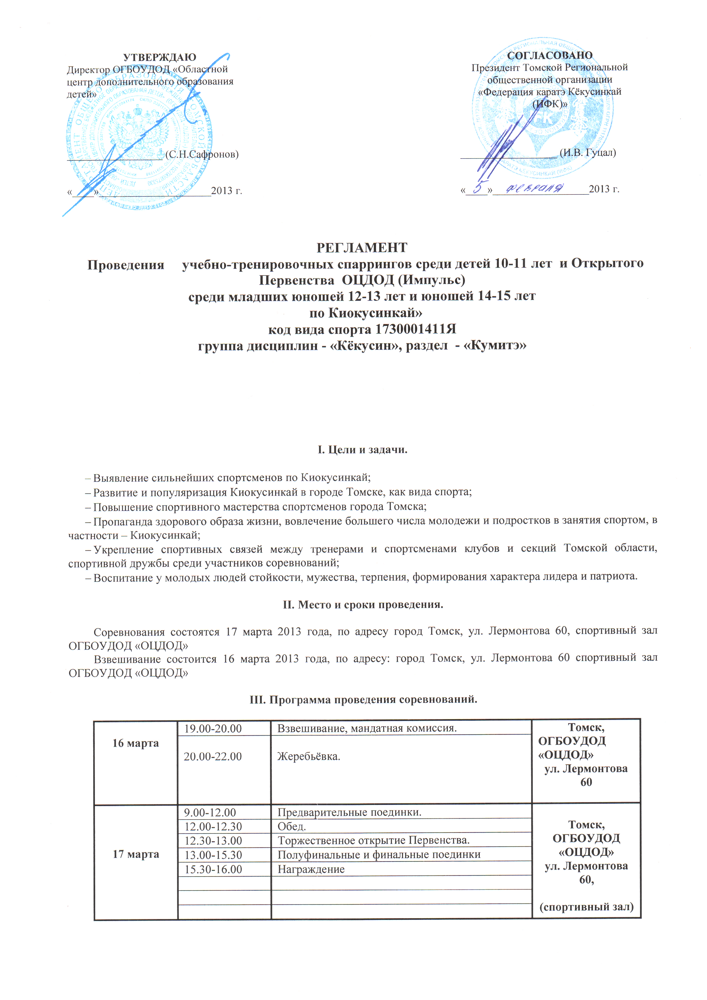 УТВЕРЖДАЮ
Директор ОГБОУДОД «Областной
центр дополнительного образования
детей»
(С.Н.Сафронов)
«____»____________________2013 г.
СОГЛАСОВАНО
Президент Томской Региональной
общественной организации
«Федерация каратэ Кёкусинкай
(ИФК)»
(И.В. Гуцал)
«5» февраля 2013 г.
РЕГЛАМЕНТ
Проведения учебно-тренировочных спаррингов среди детей 10-11 лет и Открытого
Первенства ОЦДОД (Импульс)
среди младших юношей 12-13 лет и юношей 14-15 лет
по Киокусинкай»
код вида спорта 1730001411Я
группа дисциплин - «Кёкусин», раздел - «Кумитэ»
I. Цели и задачи.
– Выявление сильнейших спортсменов по Киокусинкай;
– Развитие и популяризация Киокусинкай в городе Томске, как вида спорта;
– Повышение спортивного мастерства спортсменов города Томска;
– Пропаганда здорового образа жизни, вовлечение большего числа молодежи и подростков в занятия спортом, в
частности – Киокусинкай;
– Укрепление спортивных связей между тренерами и спортсменами клубов и секций Томской области,
спортивной дружбы среди участников соревнований;
– Воспитание у молодых людей стойкости, мужества, терпения, формирования характера лидера и патриота.
II. Место и сроки проведения.
Соревнования состоятся 17 марта 2013 года, по адресу город Томск, ул. Лермонтова 60, спортивный зал
ОГБОУДОД «ОЦДОД»
Взвешивание состоится 16 марта 2013 года, по адресу: город Томск, ул. Лермонтова 60 спортивный зал
ОГБОУДОД «ОЦДОД»
III. Программа проведения соревнований.
16 марта
19.00-20.00 Взвешивание, мандатная комиссия.
20.00-22.00 Жеребьёвка.
Томск,
ОГБОУДОД
«ОЦДОД»
ул. Лермонтова
60
17 марта
9.00-12.00 Предварительные поединки.
12.00-12.30 Обед.
12.30-13.00 Торжественное открытие Первенства.
13.00-15.30 Полуфинальные и финальные поединки
15.30-16.00 Награждение
Томск,
ОГБОУДОД
«ОЦДОД»
ул. Лермонтова
60,
(спортивный зал)